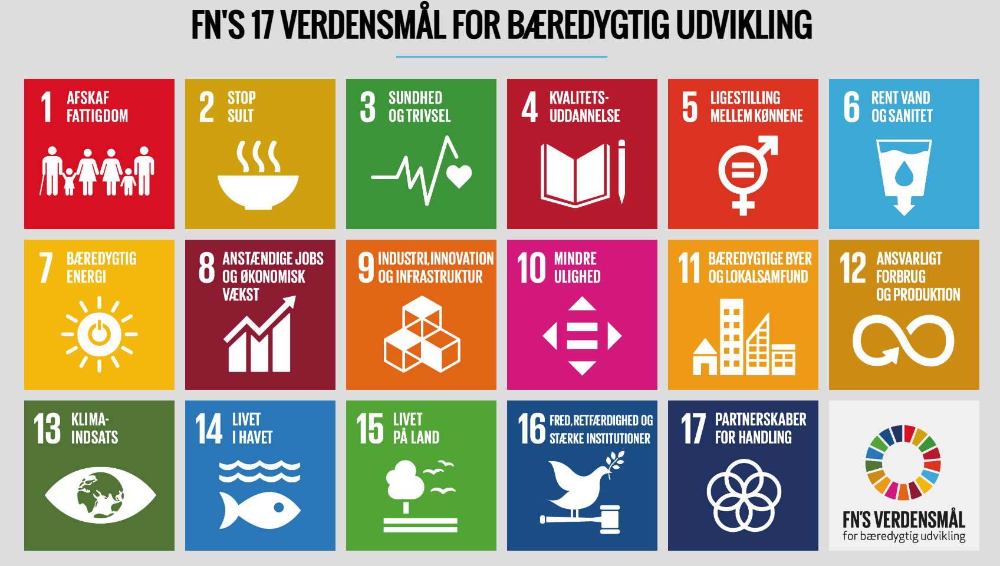 FN'S 17 VERDENSMÅL FOR BÆREDYGTIG UDVIKLING
1 AFSKAF
FATTIGDOM
2 STOP
SULT
3 SUNDHED
OG TRIVSEL
4 KVALITETS-
UDDANNELSE
5 LIGESTILLING
MELLEM KØNNENE
6 RENT VAND
OG SANITET
7 BÆREDYGTIG
ENERGI
8 ANSTÆNDIGE JOBS
OG ØKONOMISK
VÆKST
9 INDUSTRI, INNOVATION
OG INFRASTRUKTUR
10 MINDRE
ULIGHED
11 BÆREDYGTIGE BYER
OG LOKALSAMFUND
12 ANSVARLIGT
FORBRUG
OG PRODUKTION
13 KLIMA-
INDSATS
14 LIVET
I HAVET
15 LIVET
PÅ LAND
16 FRED, RETFÆRDIGHED OG
STÆRKE INSTITUTIONER
17 PARTNERSKABER
FOR HANDLING
FN'S VERDENSMÅL
for bæredygtig udvikling